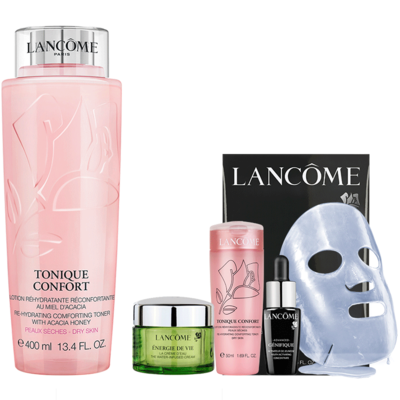 LANCÔME
PARIS
TONIQUE
CONFORT
LOTION RÉHYDRATANTE RÉCONFORTANTE
AU MIEL D'ACACIA
RE-HYDRATING COMFORTING TONER
WITH ACACIA HONEY
PEAUX SÈCHES - DRY SKIN
e 400 ml 13.4 FL. OZ.
LANCÔME
LANCÔME
ÉNERGIE DE VIE
TONIQUE CONFORT
LANCÔME
GÉNIFIQUE